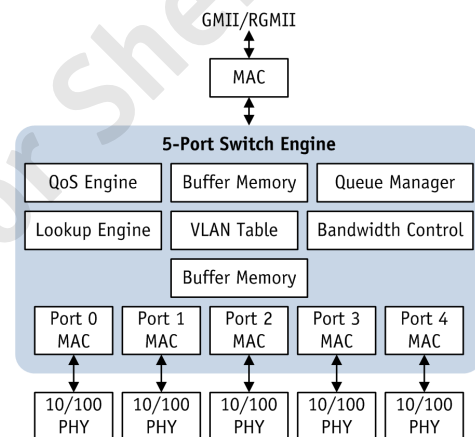 GMII/RGMII
MAC
5-Port Switch Engine
QoS Engine Buffer Memory Queue Manager
Lookup Engine VLAN Table Bandwidth Control
Buffer Memory
Port 0 Port 1 Port 2 Port 3 Port 4
MAC MAC MAC MAC MAC
10/100 10/100 10/100 10/100 10/100
PHY PHY PHY PHY PHY